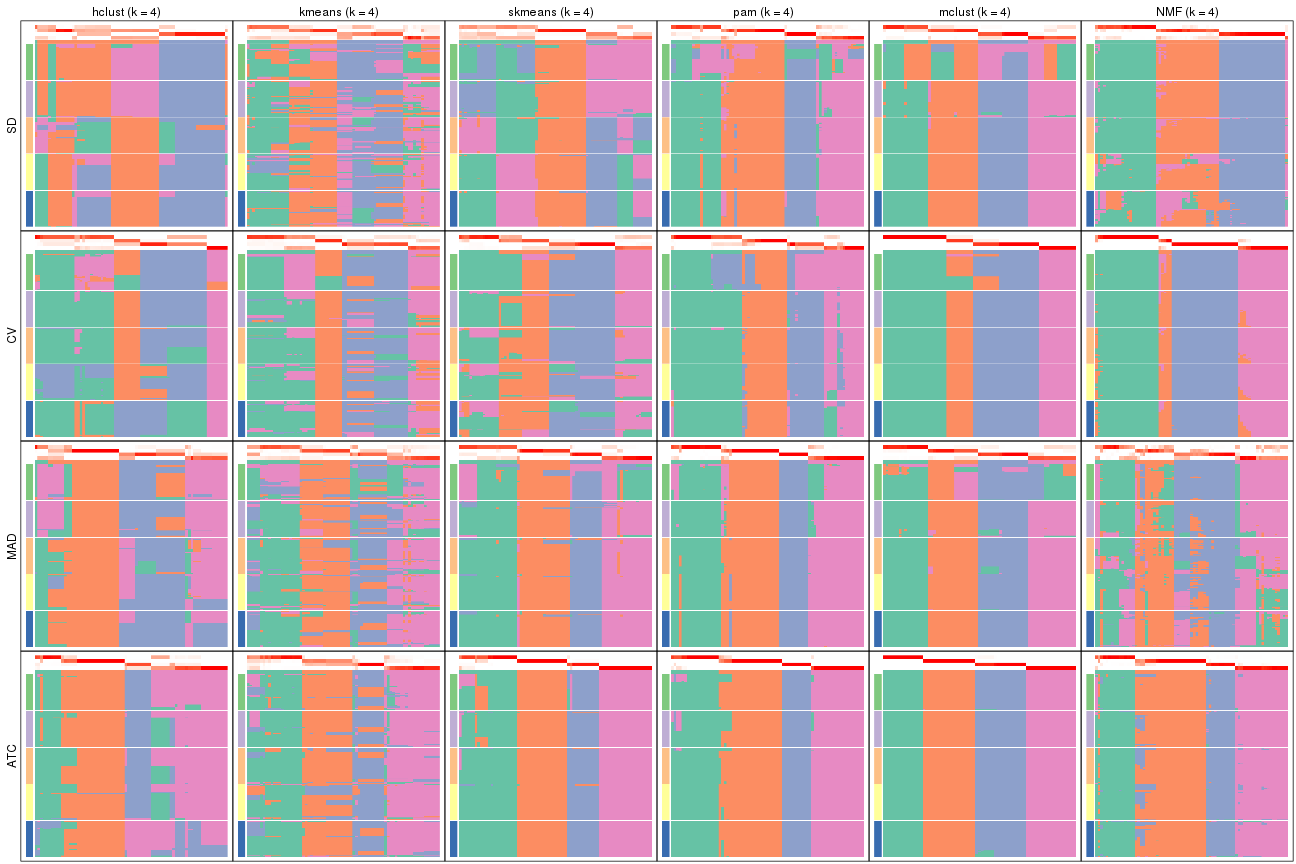 hclust (k = 4) kmeans (k = 4) skmeans (k = 4) pam (k = 4) mclust (k = 4) NMF (k = 4)
SD
CV
MAD
ATC